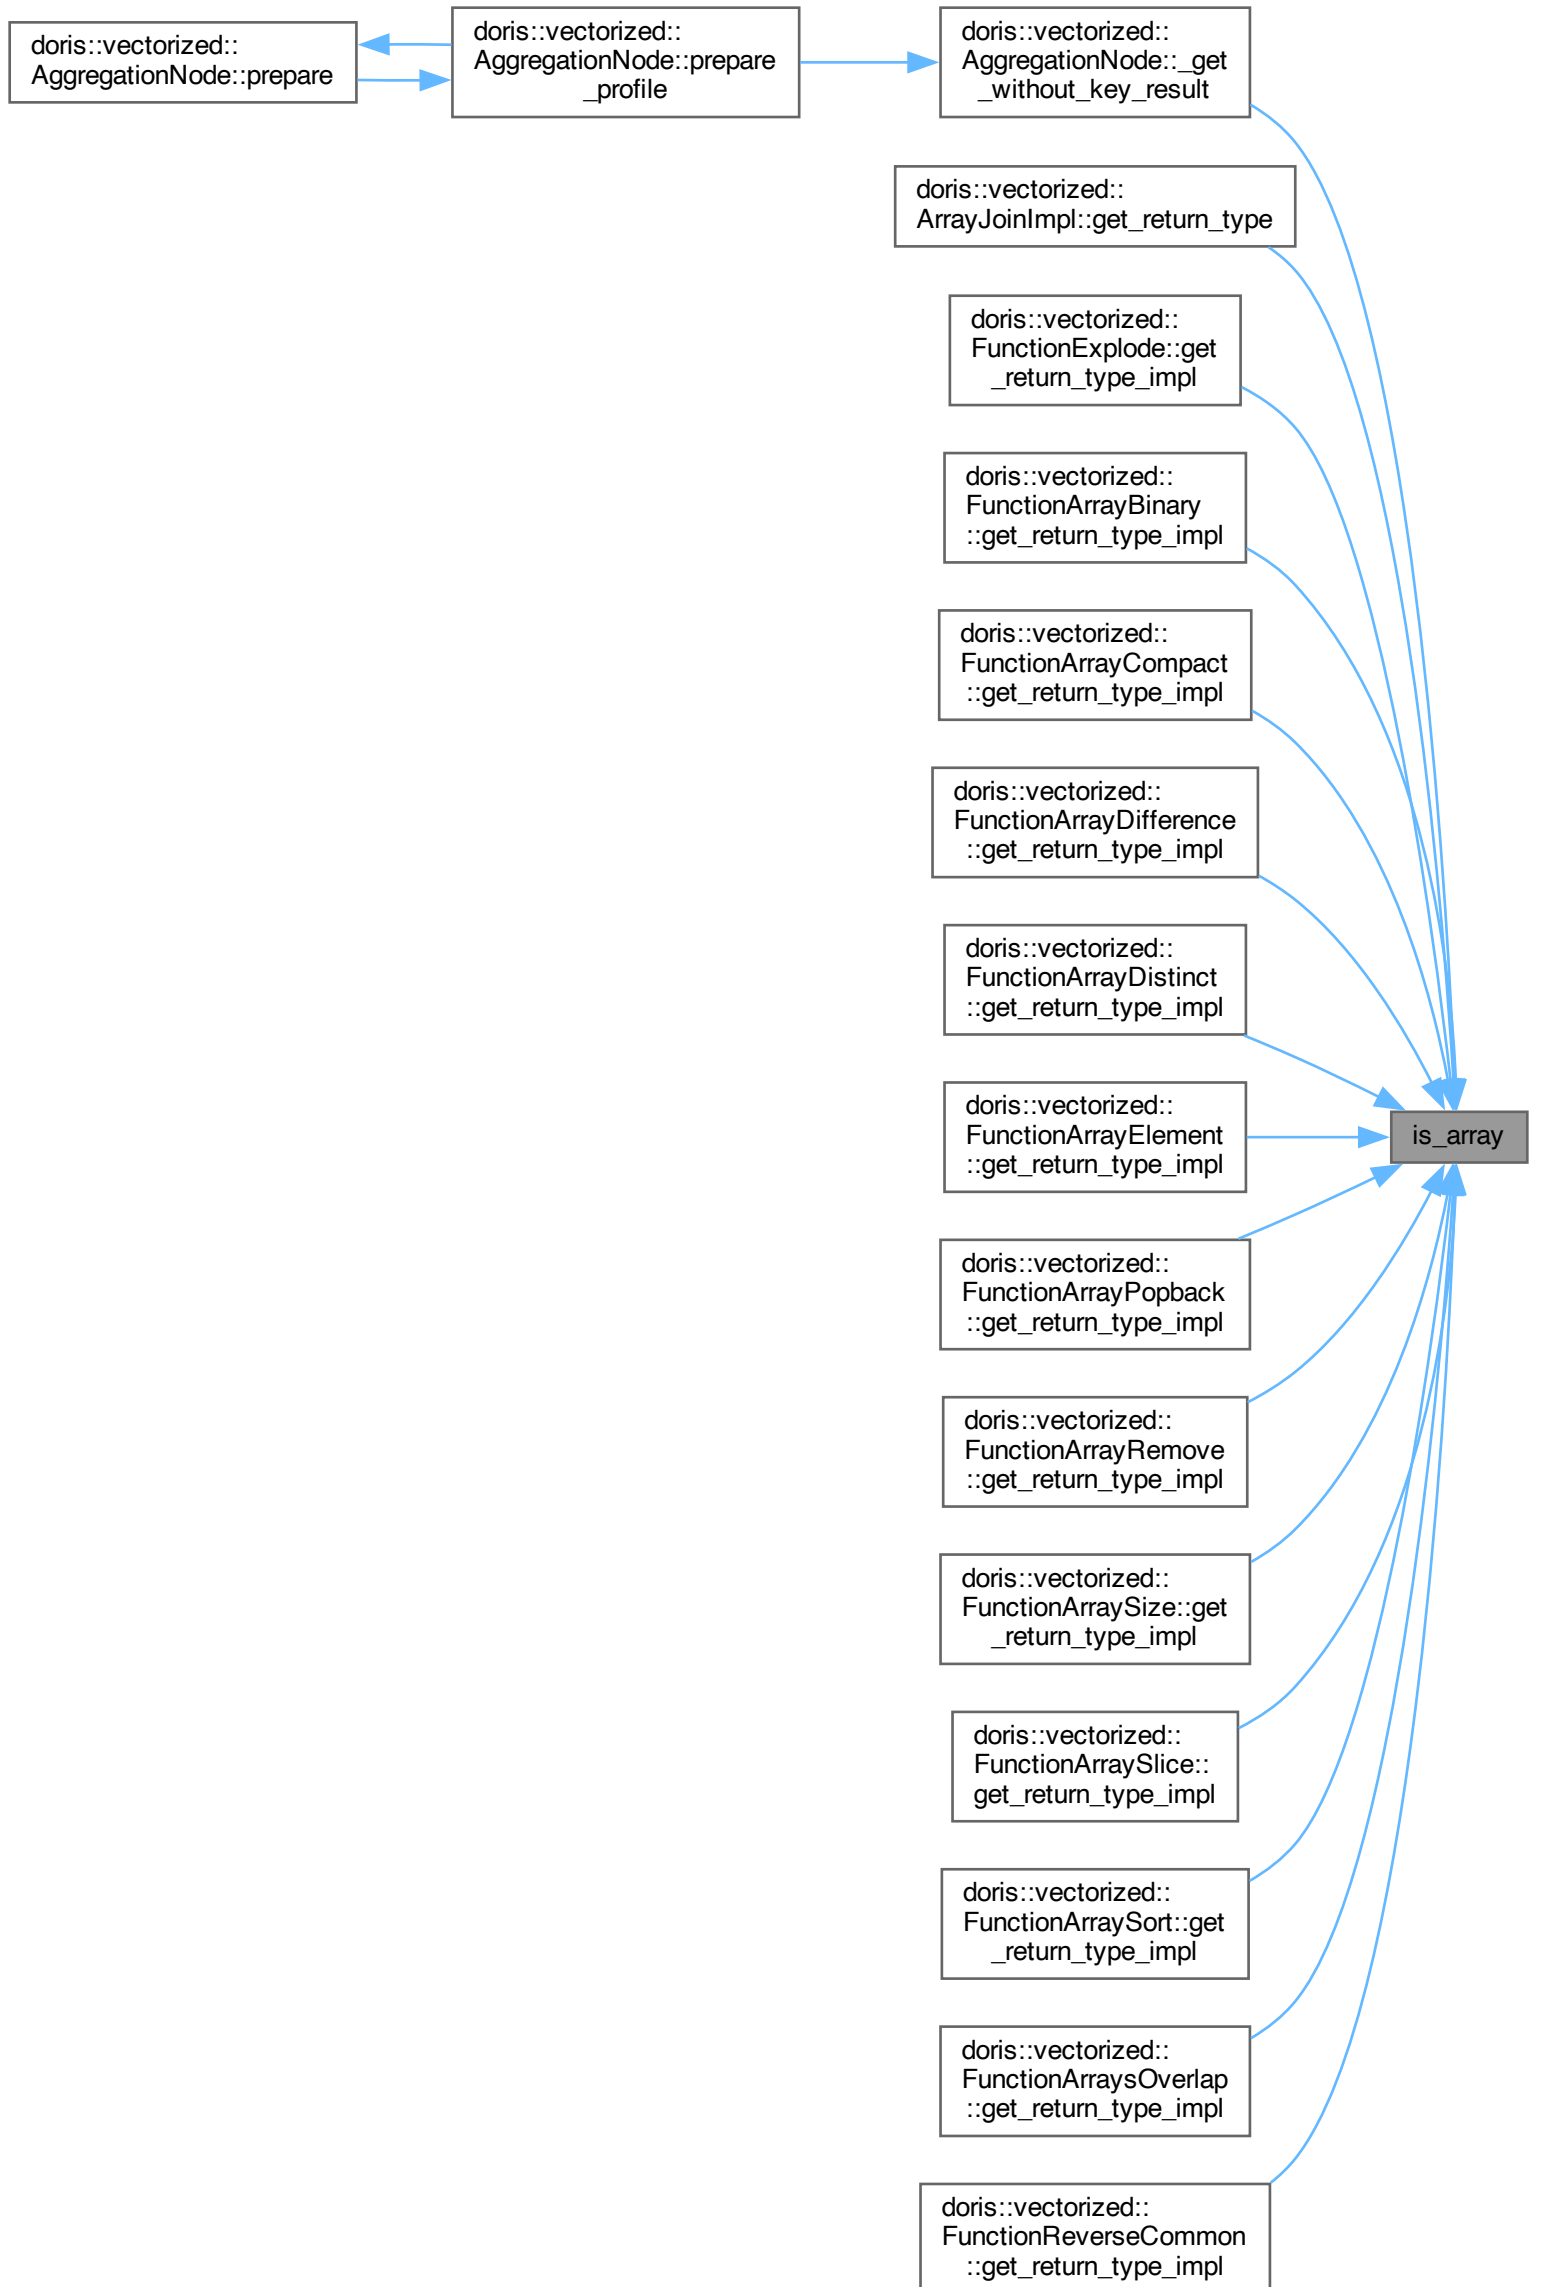 doris::vectorized::
AggregationNode::prepare
doris::vectorized::
AggregationNode::prepare
_profile
doris::vectorized::
AggregationNode::_get
_without_key_result
doris::vectorized::
ArrayJoinImpl::get_return_type
doris::vectorized::
FunctionExplode::get
_return_type_impl
doris::vectorized::
FunctionArrayBinary
::get_return_type_impl
doris::vectorized::
FunctionArrayCompact
::get_return_type_impl
doris::vectorized::
FunctionArrayDifference
::get_return_type_impl
doris::vectorized::
FunctionArrayDistinct
::get_return_type_impl
doris::vectorized::
FunctionArrayElement
::get_return_type_impl
is_array
doris::vectorized::
FunctionArrayPopback
::get_return_type_impl
doris::vectorized::
FunctionArrayRemove
::get_return_type_impl
doris::vectorized::
FunctionArraySize::get
_return_type_impl
doris::vectorized::
FunctionArraySlice::
get_return_type_impl
doris::vectorized::
FunctionArraySort::get
_return_type_impl
doris::vectorized::
FunctionArraysOverlap
::get_return_type_impl
doris::vectorized::
FunctionReverseCommon
::get_return_type_impl